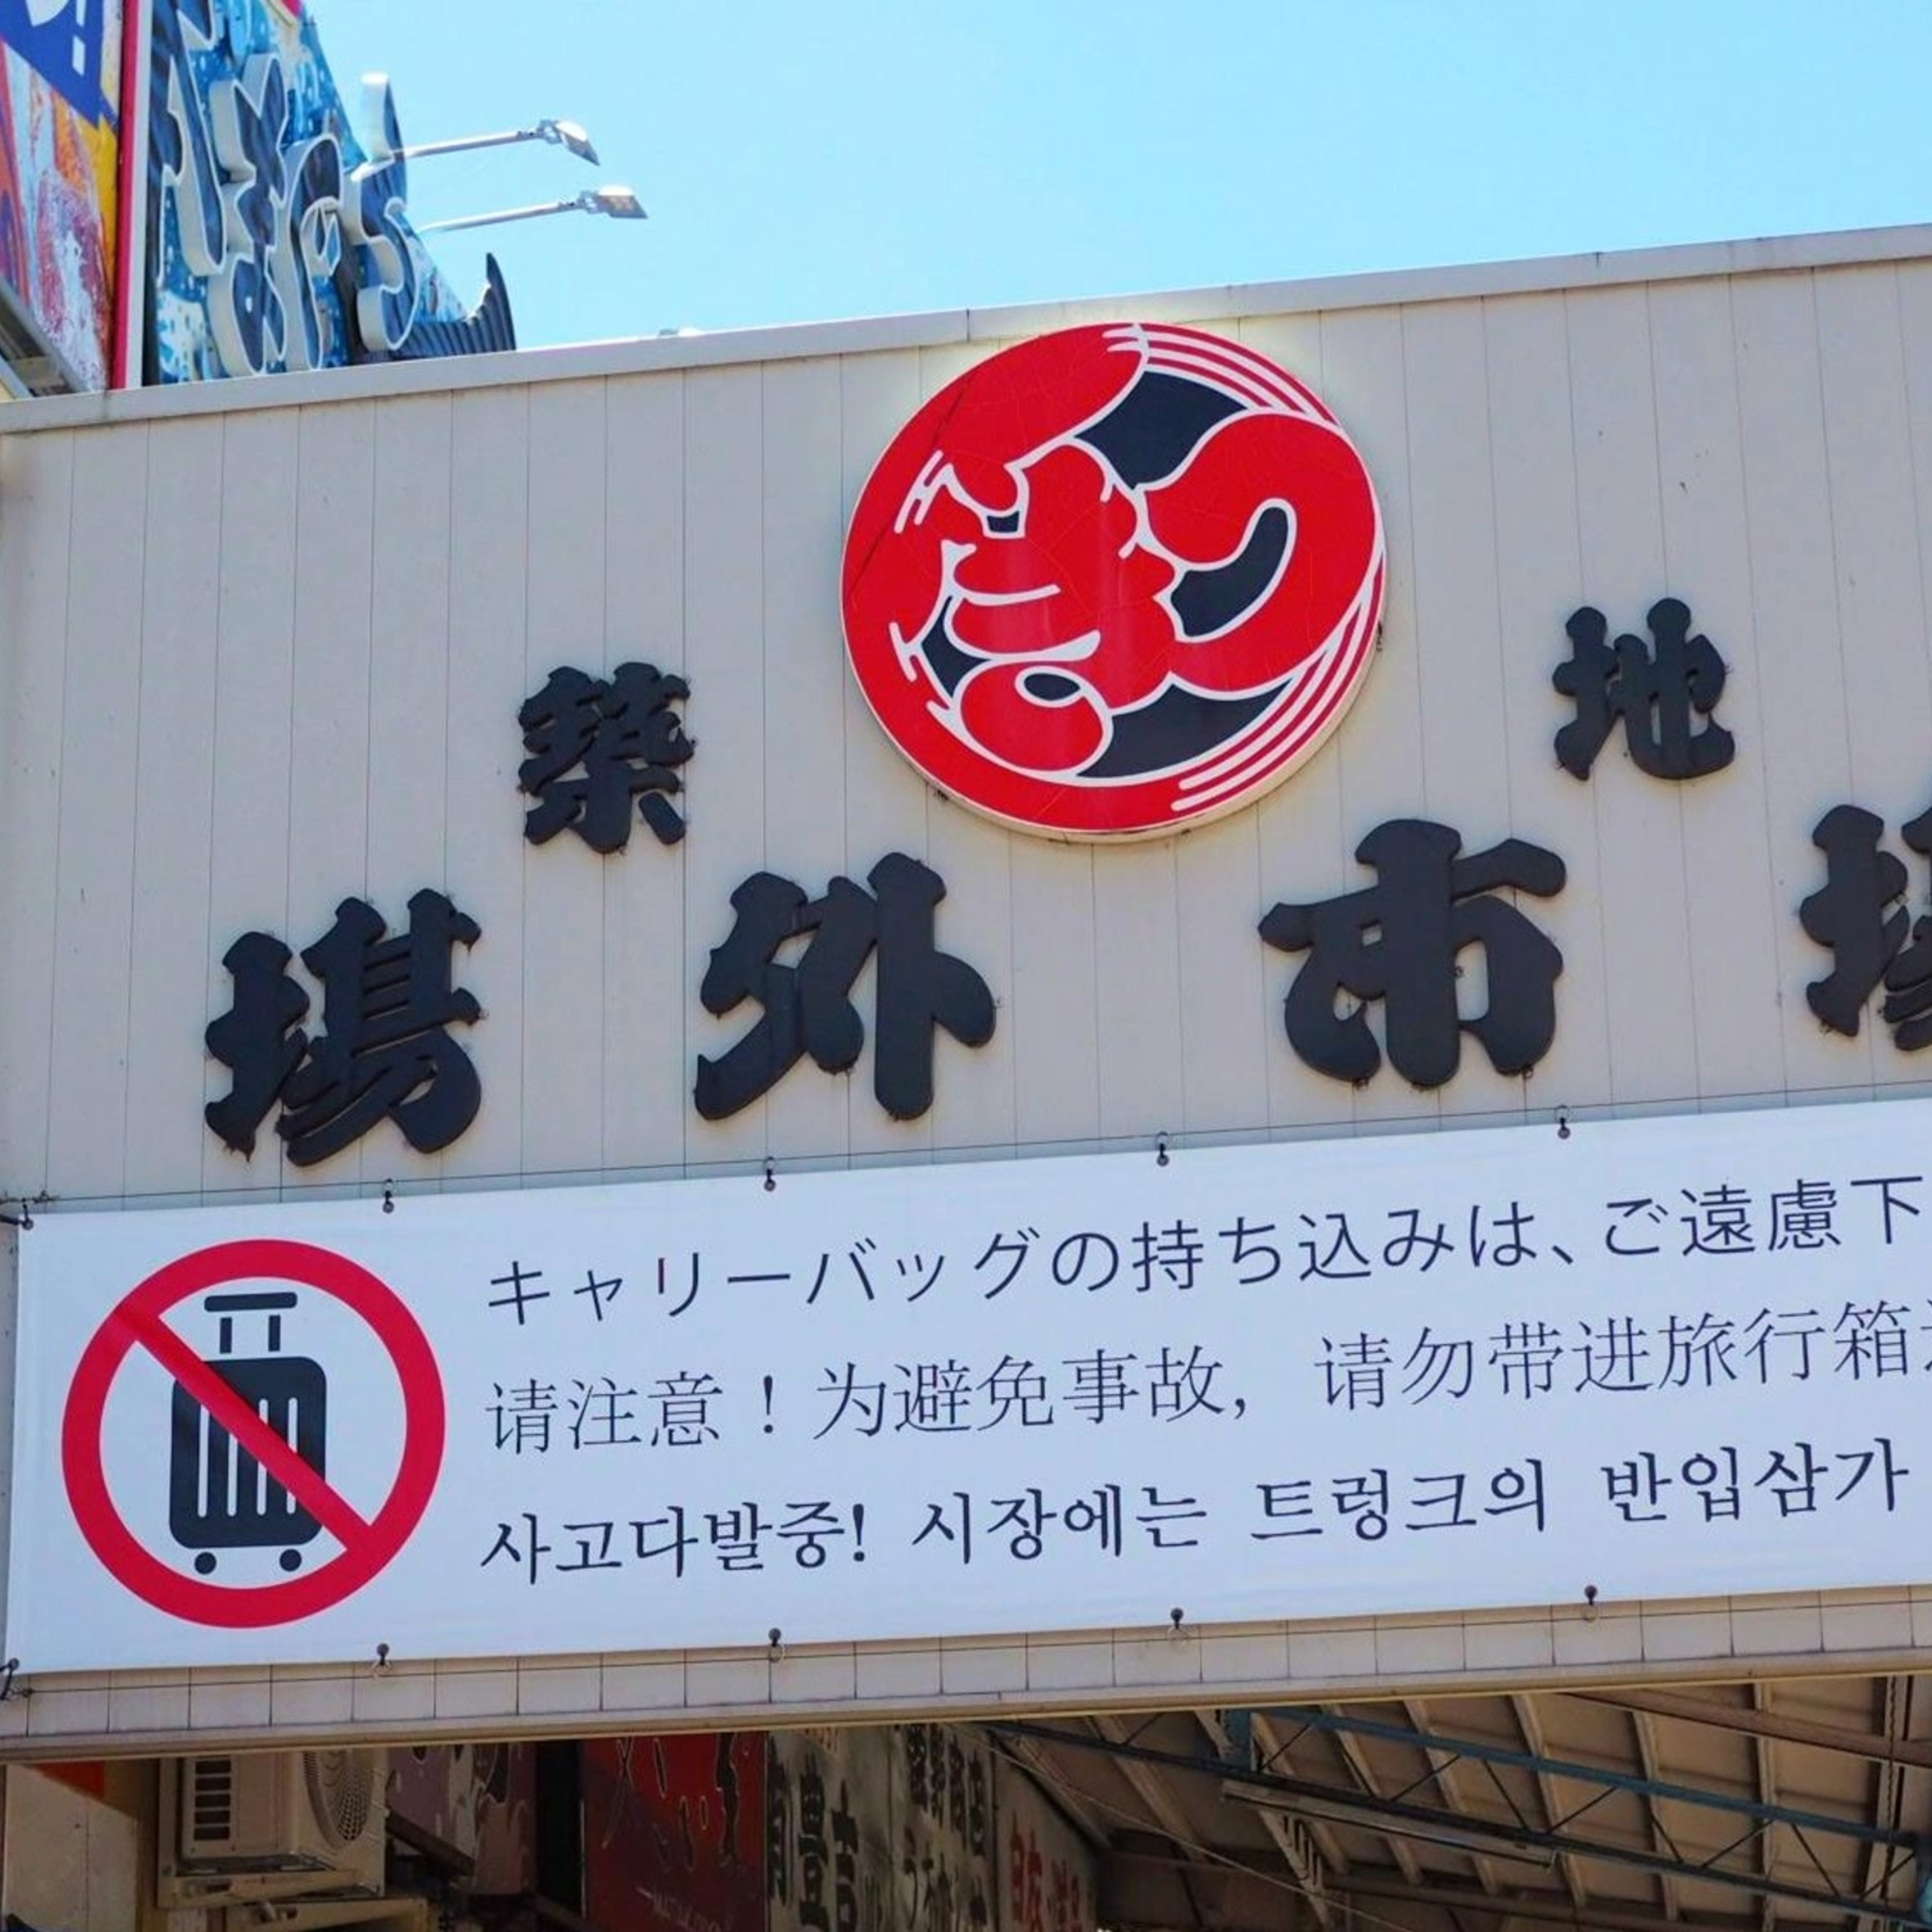 築 地
場外市場
キャリーバッグの持ち込みは、ご遠慮下
请注意！为避免事故，请勿带进旅行箱
사고다발중! 시장에는 트렁크의 반입삼가